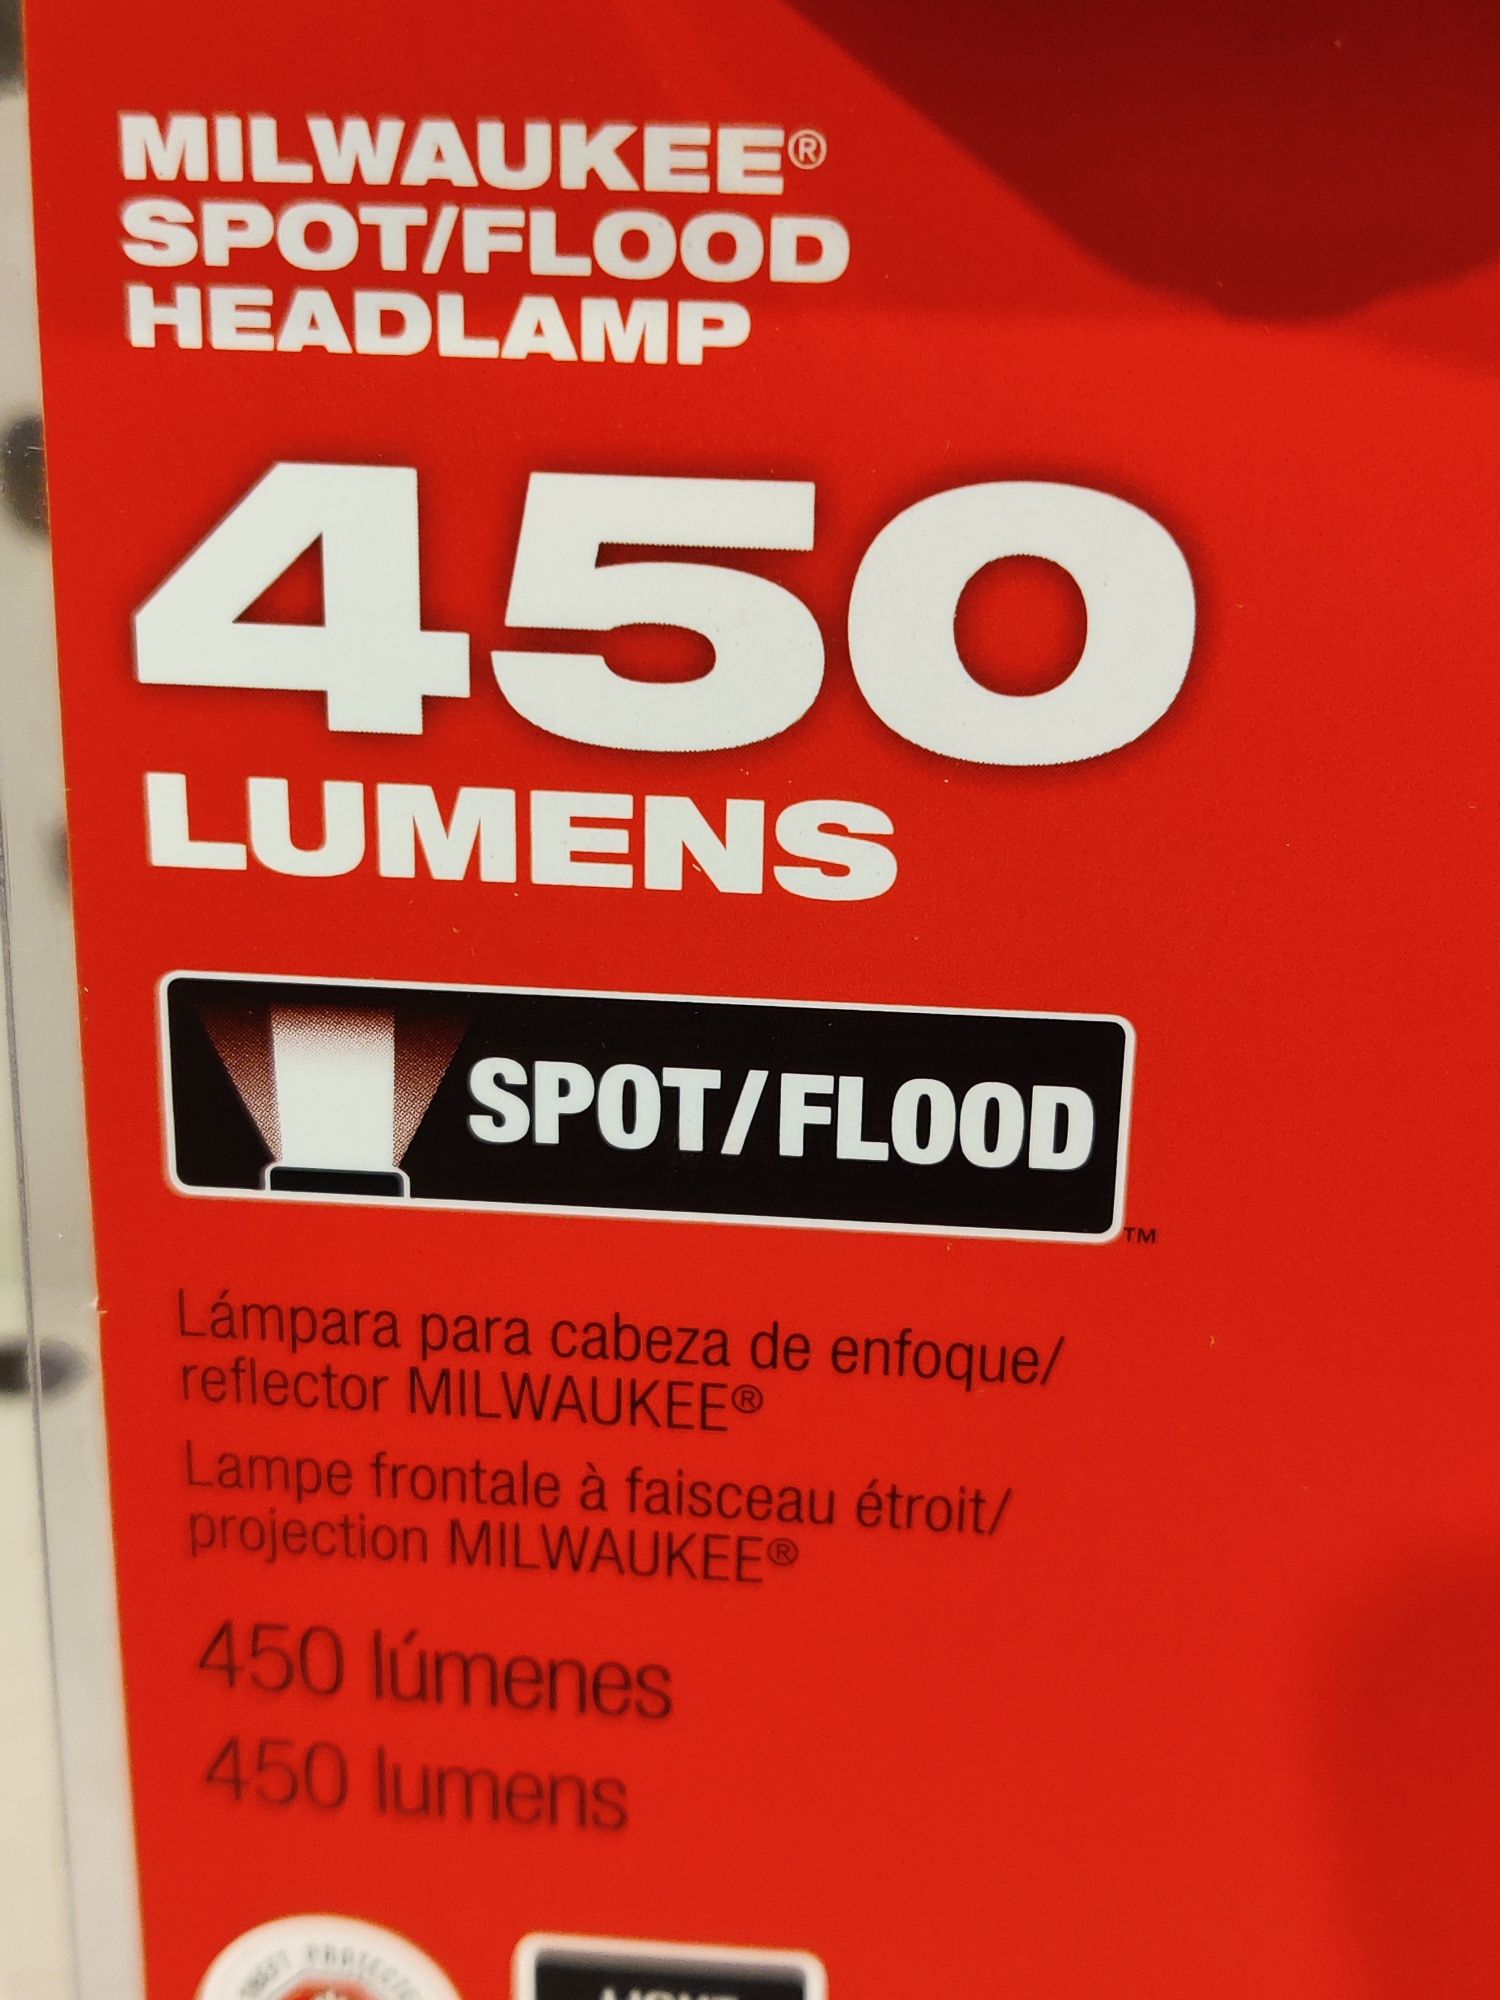 MILWAUKEE®
SPOT/FLOOD
HEADLAMP
450
LUMENS
SPOT/FLOOD
TM
Lámpara para cabeza de enfoque/
reflector MILWAUKEE®
Lampe frontale à faisceau étroit/
projection MILWAUKEE®
450 lúmenes
450 lumens